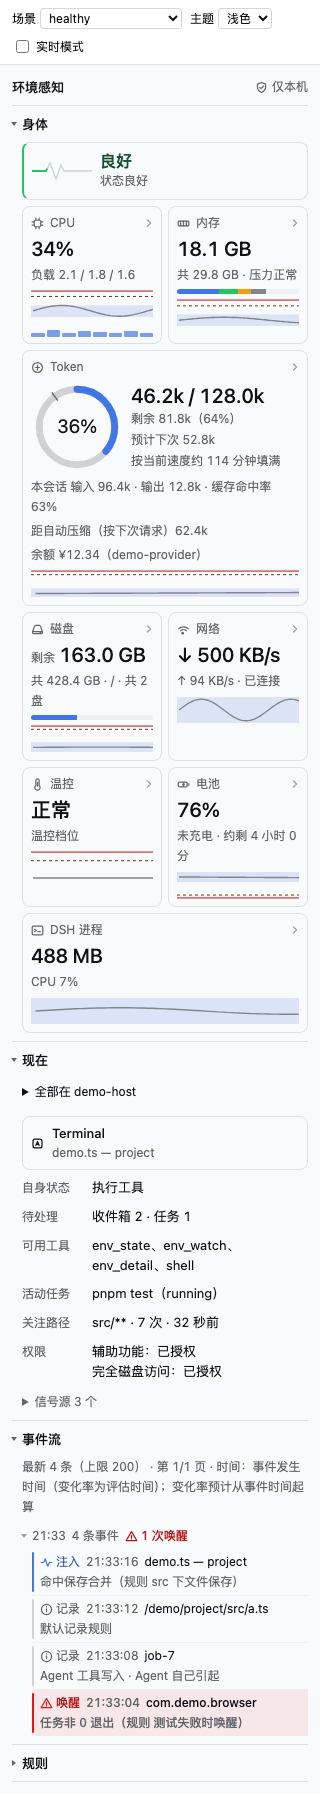 场景 healthy 主题 浅色
实时模式
环境感知 仅本机
身体
良好
状态良好
CPU
34%
负载 2.1 / 1.8 / 1.6
内存
18.1 GB
共 29.8 GB · 压力正常
Token
36%
46.2k / 128.0k
剩余 81.8k（64%）
预计下次 52.8k
按当前速度约 114 分钟填满
本会话 输入 96.4k · 输出 12.8k · 缓存命中率
63%
距自动压缩（按下次请求）62.4k
余额 ¥12.34（demo-provider）
磁盘
剩余 163.0 GB
共 428.4 GB · / · 共 2
盘
网络
↓ 500 KB/s
↑ 94 KB/s · 已连接
温控
正常
温控档位
电池
76%
未充电 · 约剩 4 小时 0
分
DSH 进程
488 MB
CPU 7%
现在
全部在 demo-host
Terminal
demo.ts — project
自身状态 执行工具
待处理 收件箱 2 · 任务 1
可用工具 env_state、env_watch、
env_detail、shell
活动任务 pnpm test（running）
关注路径 src/** · 7 次 · 32 秒前
权限 辅助功能：已授权
完全磁盘访问：已授权
信号源 3 个
事件流
最新 4 条（上限 200） · 第 1/1 页 · 时间：事件发生
时间（变化率为评估时间）；变化率预计从事件时间起
算
21:33 4 条事件 1 次唤醒
注入 21:33:16 demo.ts — project
命中保存合并（规则 src 下文件保存）
记录 21:33:12 /demo/project/src/a.ts
默认记录规则
记录 21:33:08 job-7
Agent 工具写入 · Agent 自己引起
唤醒 21:33:04 com.demo.browser
任务非 0 退出（规则 测试失败时唤醒）
规则